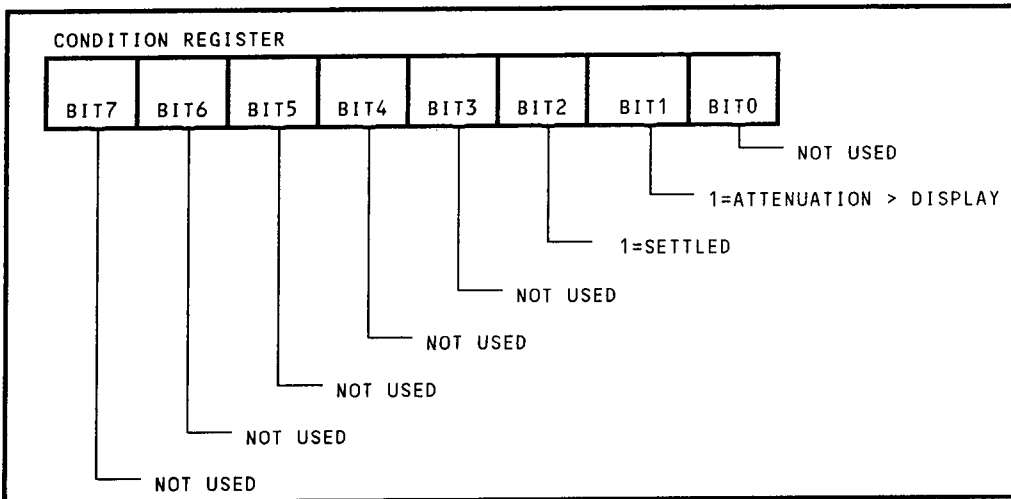 CONDITION REGISTER
BIT7 BIT6 BIT5 BIT4 BIT3 BIT2 BIT1 BIT0
NOT USED
1=ATTENUATION > DISPLAY
1=SETTLED
NOT USED
NOT USED
NOT USED
NOT USED
NOT USED